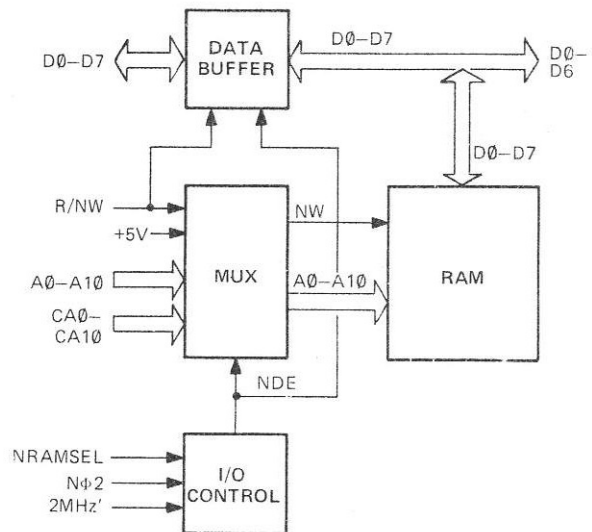 DATA
BUFFER
DØ–D7
DØ–D7
DØ–
D6
DØ–D7
R/NW
+5V
AØ–A1Ø
CAØ–
CA1Ø
MUX
NW
AØ–A1Ø
RAM
NDE
NRAMSEL
Nϕ2
2MHz'
I/O
CONTROL